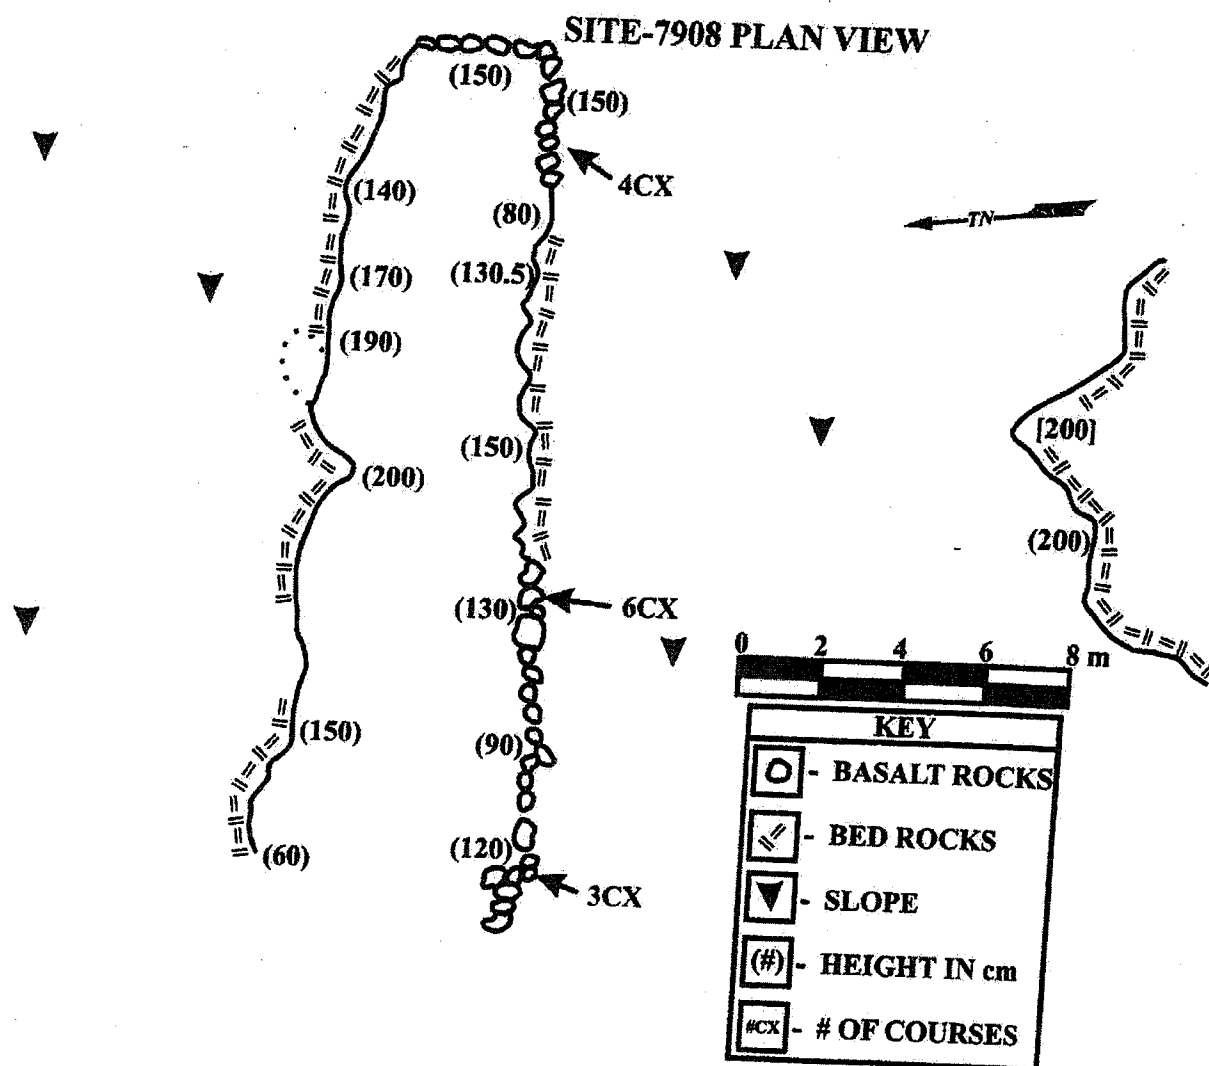 SITE-7908 PLAN VIEW
(150)
(150)
4CX
(140)
(80)
TN
(130.5)
(170)
(190)
[200]
(150)
(200)
(200)
(130)
6CX
0 2 4 6 8 m
(150)
(90)
KEY
- BASALT ROCKS
- BED ROCKS
(120)
(60)
3CX
- SLOPE
(#) - HEIGHT IN cm
#CX - # OF COURSES